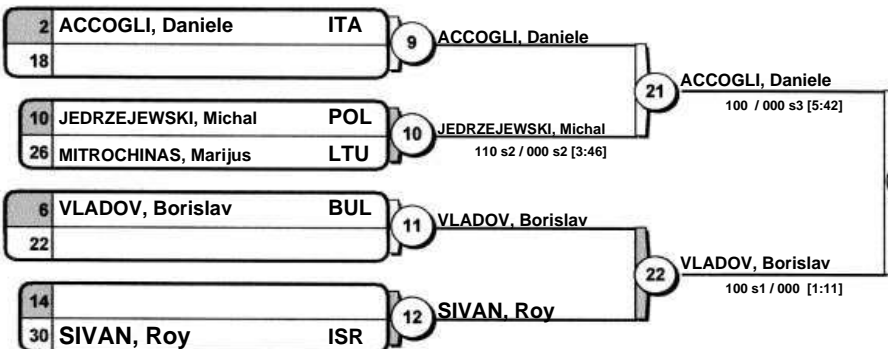 2 ACCOGLI, Daniele ITA
18
9 ACCOGLI, Daniele
10 JEDRZEJEWSKI, Michal POL
26 MITROCHINAS, Marijus LTU
10 JEDRZEJEWSKI, Michal
110 s2 / 000 s2 [3:46]
21 ACCOGLI, Daniele
100 / 000 s3 [5:42]
6 VLADOV, Borislav BUL
22
11 VLADOV, Borislav
14
30 SIVAN, Roy ISR
12 SIVAN, Roy
22 VLADOV, Borislav
100 s1 / 000 [1:11]